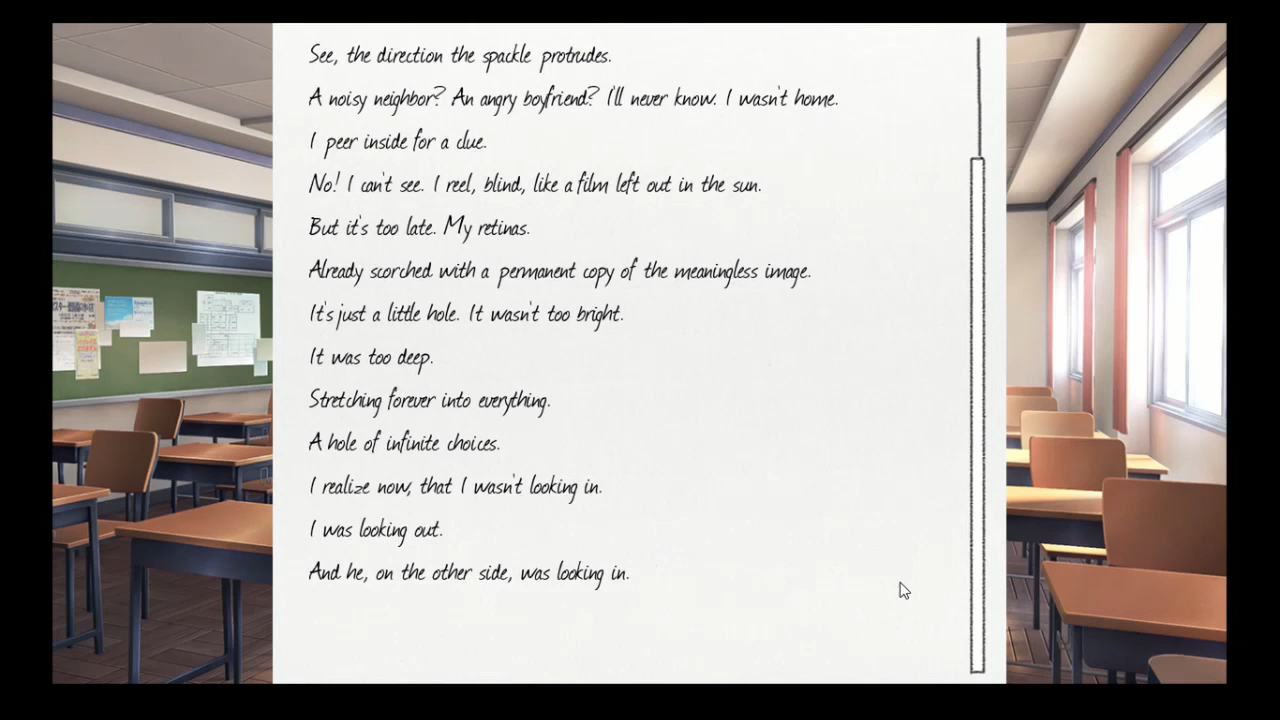 See, the direction the spackle protrudes.
A noisy neighbor? An angry boyfriend? I'll never know. I wasn't home.
I peer inside for a clue.
No! I can't see. I reel, blind, like a film left out in the sun.
But it's too late. My retinas.
Already scorched with a permanent copy of the meaningless image.
It's just a little hole. It wasn't too bright.
It was too deep.
Stretching forever into everything.
A hole of infinite choices.
I realize now, that I wasn't looking in.
I was looking out.
And he, on the other side, was looking in.